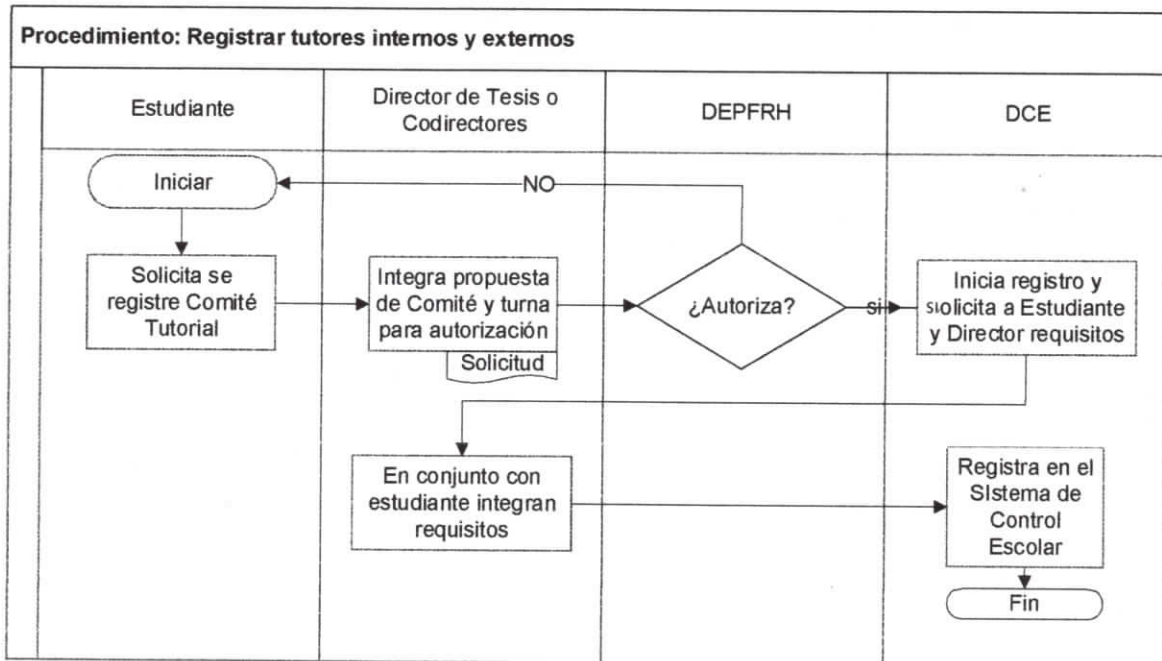 Procedimiento: Registrar tutores internos y externos
Estudiante
Director de Tesis o
Codirectores
DEPFRH
DCE
Iniciar
NO
Solicita se
registre Comité
Tutorial
Integra propuesta
de Comité y turna
para autorización
Solicitud
¿Autoriza?
si
Inicia registro y
solicita a Estudiante
y Director requisitos
En conjunto con
estudiante integran
requisitos
Registra en el
SIstema de
Control
Escolar
Fin